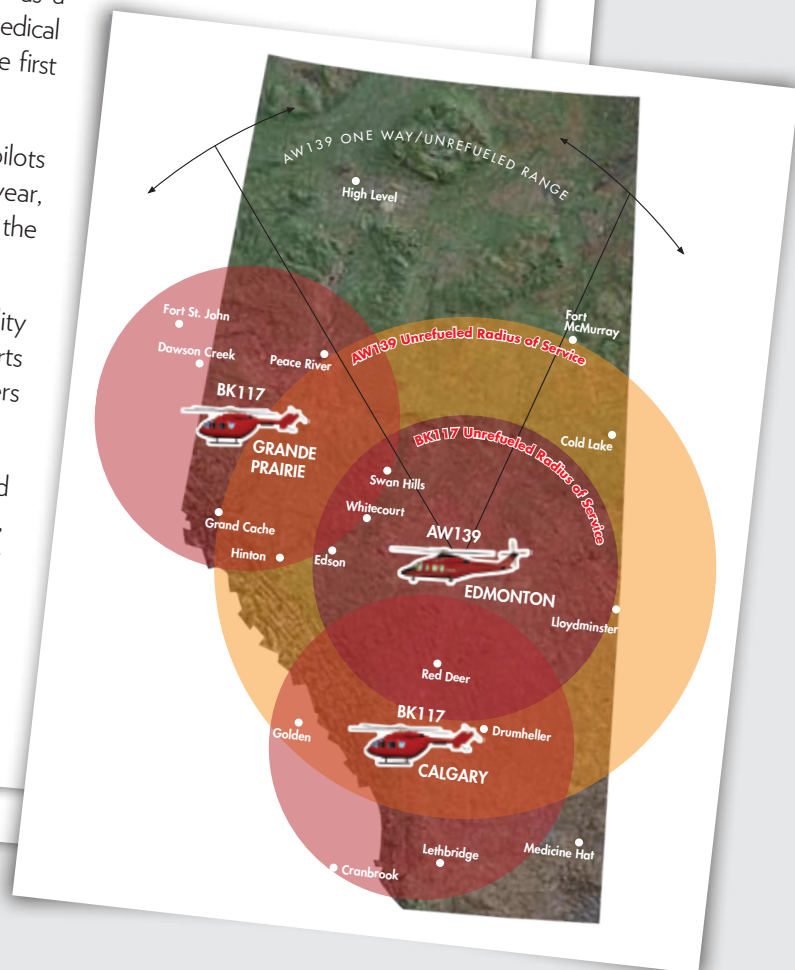 as a
edical
e first
pilots
year,
the
ity
rts
ers
d
AW139 ONE WAY/UNREFUELED RANGE
High Level
Fort St. John
Dawson Creek
Peace River
Fort
McMurray
AW139 Unrefueled Radius of Service
BK117
GRANDE
PRAIRIE
BK117 Unrefueled Radius of Service
Cold Lake
Swan Hills
Whitecourt
Grand Cache
Hinton
Edson
AW139
EDMONTON
Lloydminster
Red Deer
BK117
Golden
Drumheller
CALGARY
Lethbridge
Medicine Hat
Cranbrook